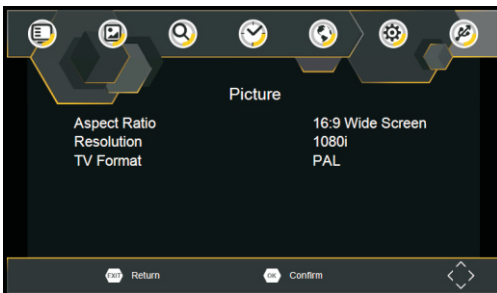 Picture
Aspect Ratio 16:9 Wide Screen
Resolution 1080i
TV Format PAL
EXIT Return OK Confirm